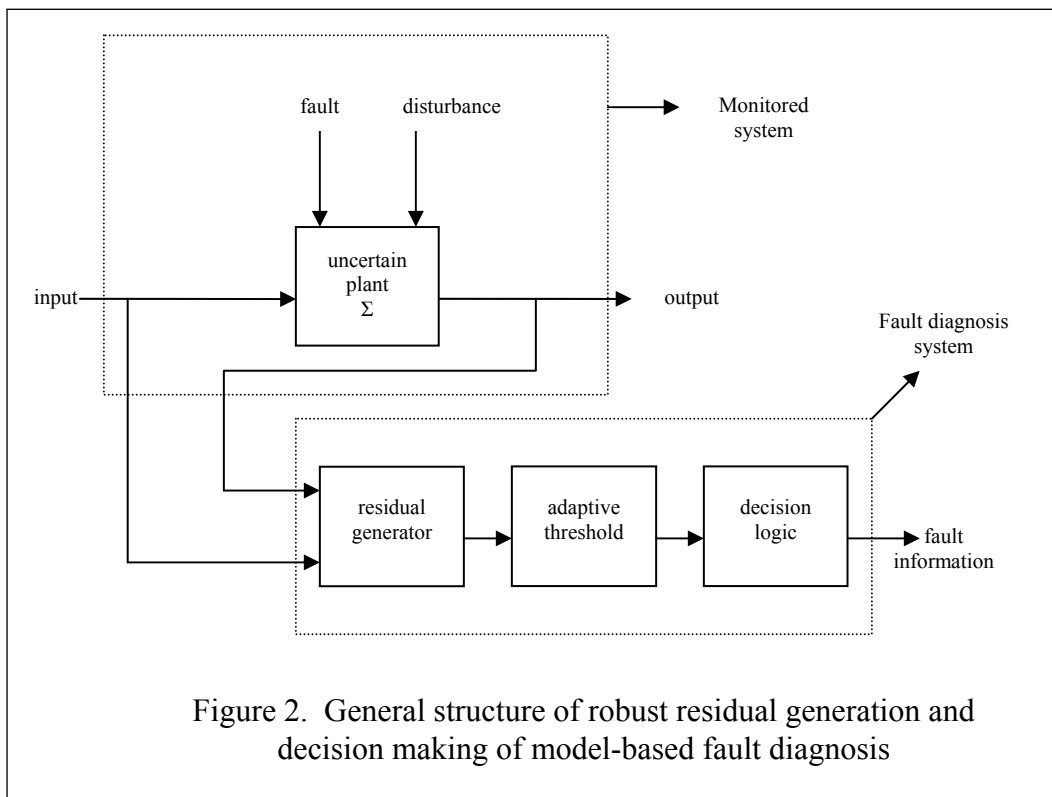 fault
disturbance
Monitored
system
uncertain
plant
Σ
input
output
Fault diagnosis
system
residual
generator
adaptive
threshold
decision
logic
fault
information
Figure 2. General structure of robust residual generation and
decision making of model-based fault diagnosis